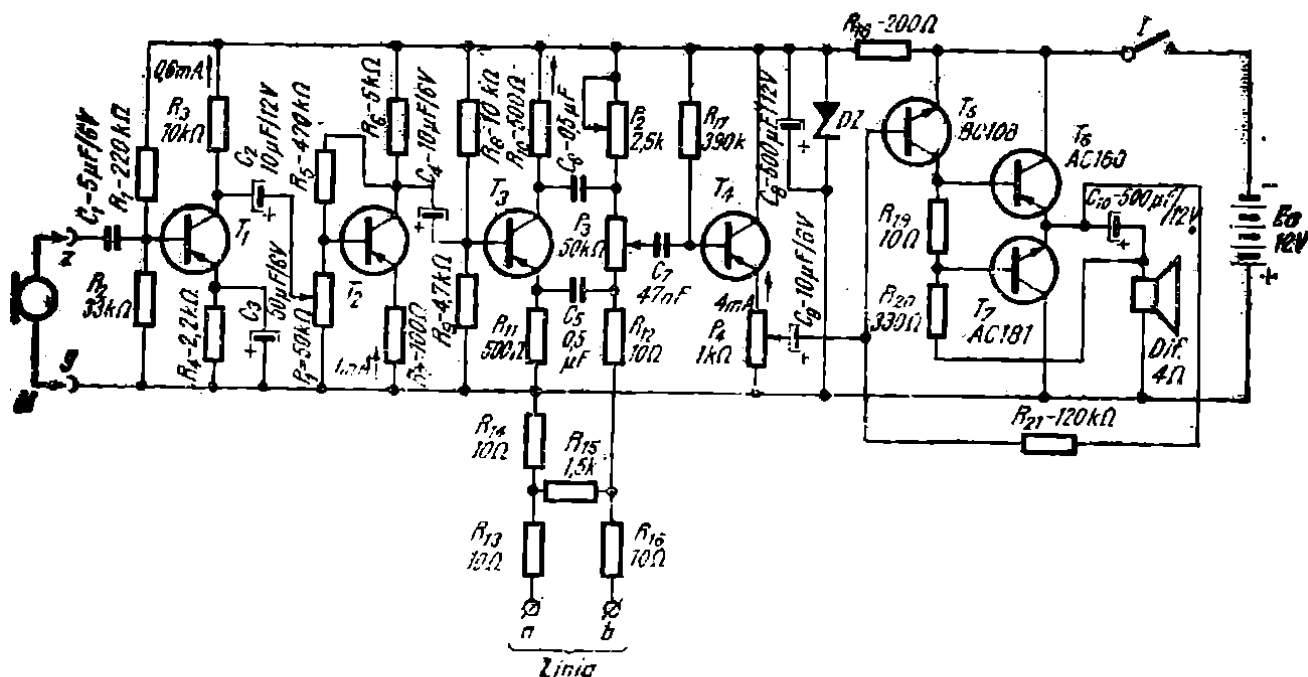 R₁₈-200Ω
I
0,6mA
R₃
10kΩ
C₁-5µF/6V
R₁-220kΩ
C₂
10µF/12V
R₅-470kΩ
R₆-5kΩ
C₄-10µF/6V
R₈-10kΩ
R₁₀-500Ω
C₆-0,5µF
P₂
2,5k
R₁₇
390k
C₈-500µF/12V
DZ
T₅
BC108
T₆
AC180
C₁₀-500µF/12V
E₀
12V
T₁
T₂
T₃
T₄
P₃
50kΩ
C₇
47nF
R₁₉
10Ω
R₂₀
330Ω
T₇
AC181
Dif.
4Ω
R₂
33kΩ
R₄-2,2kΩ
C₃
50µF/6V
P₁=50kΩ
1mA
R₇-100Ω
R₉-4,7kΩ
R₁₁
500Ω
C₅
0,5
µF
R₁₂
10Ω
4mA
P₄
1kΩ
C₉-10µF/6V
R₂₁-120kΩ
M
R₁₄
10Ω
R₁₅
1,5k
R₁₃
10Ω
R₁₆
10Ω
a
b
Linia